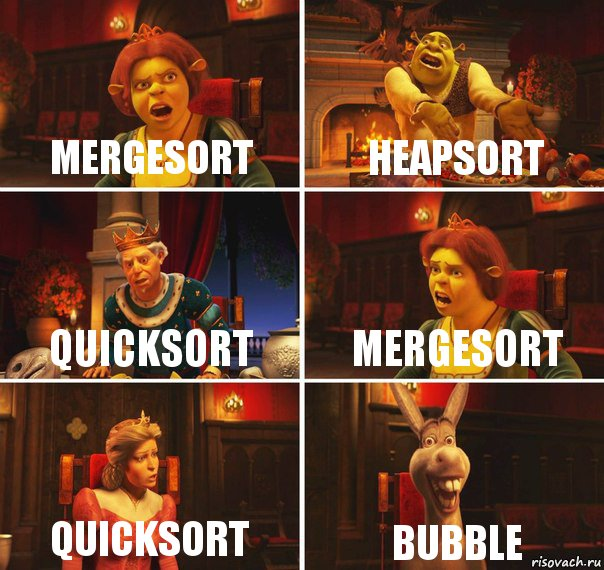 MERGESORT
HEAPSORT
QUICKSORT
MERGESORT
QUICKSORT
BUBBLE
risovach.ru